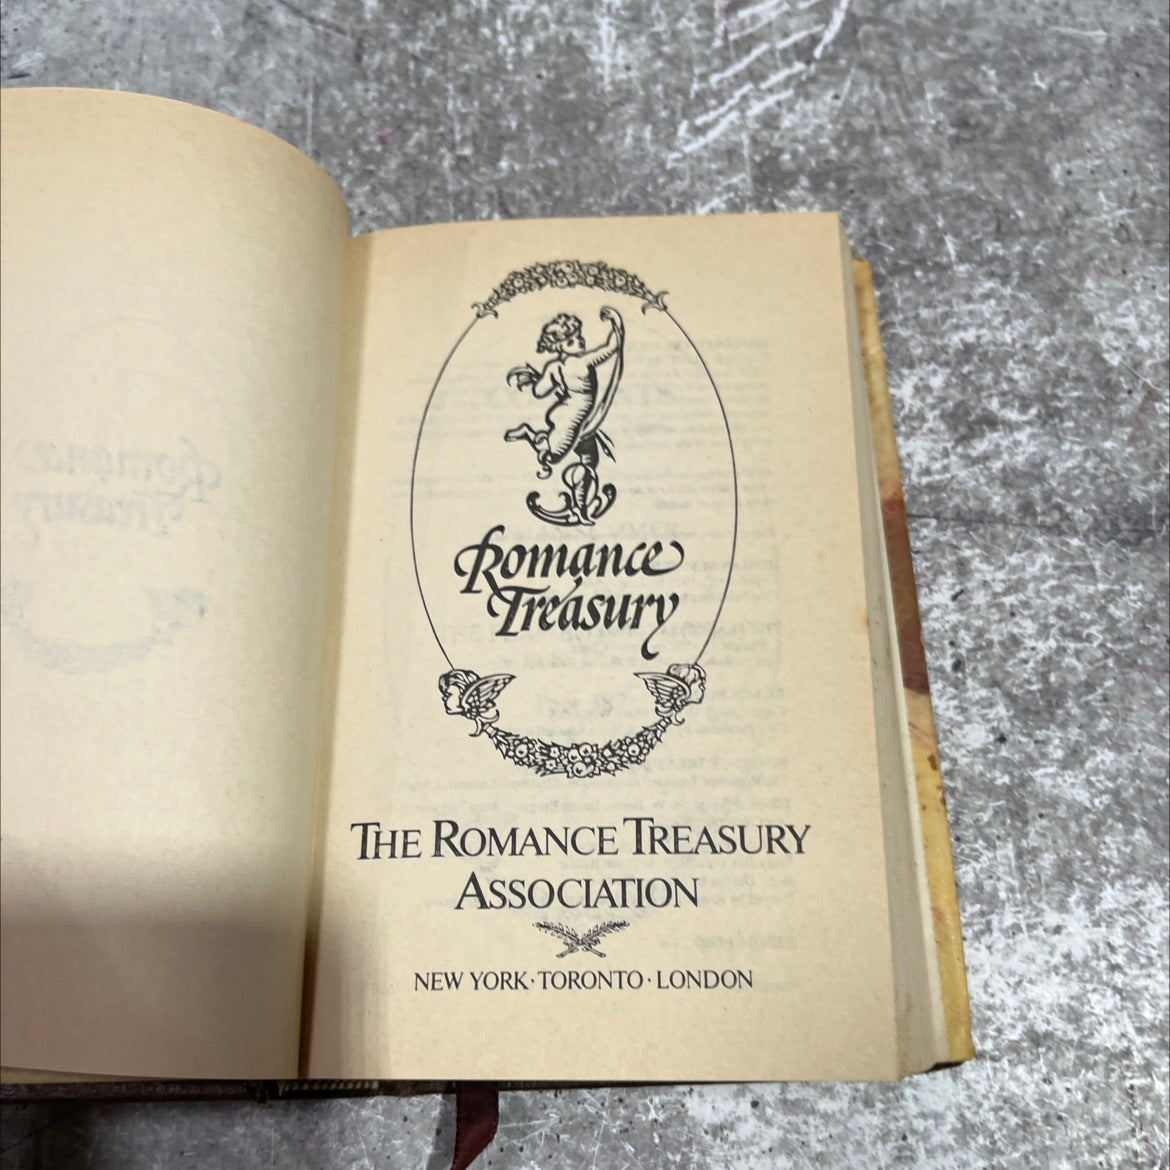 Romance
Treasury
THE ROMANCE TREASURY
ASSOCIATION
NEW YORK · TORONTO · LONDON